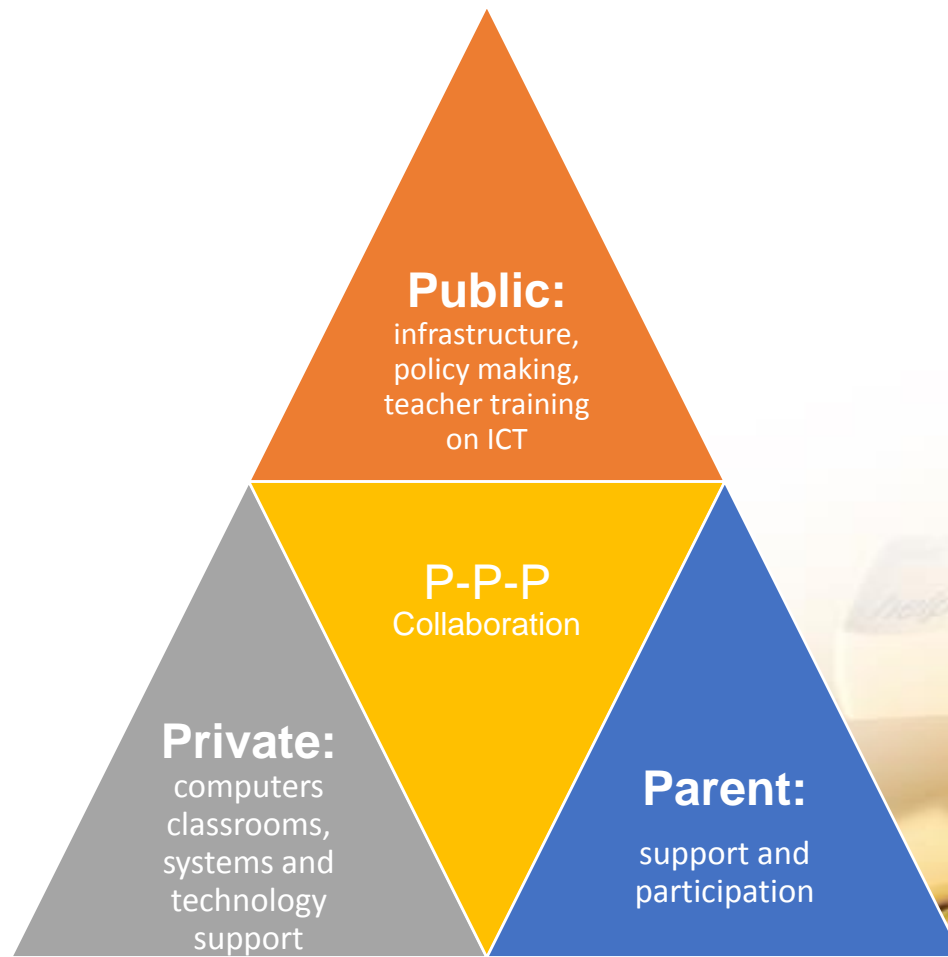 Public:
infrastructure,
policy making,
teacher training
on ICT
P-P-P
Collaboration
Private:
computers
classrooms,
systems and
technology
support
Parent:
support and
participation